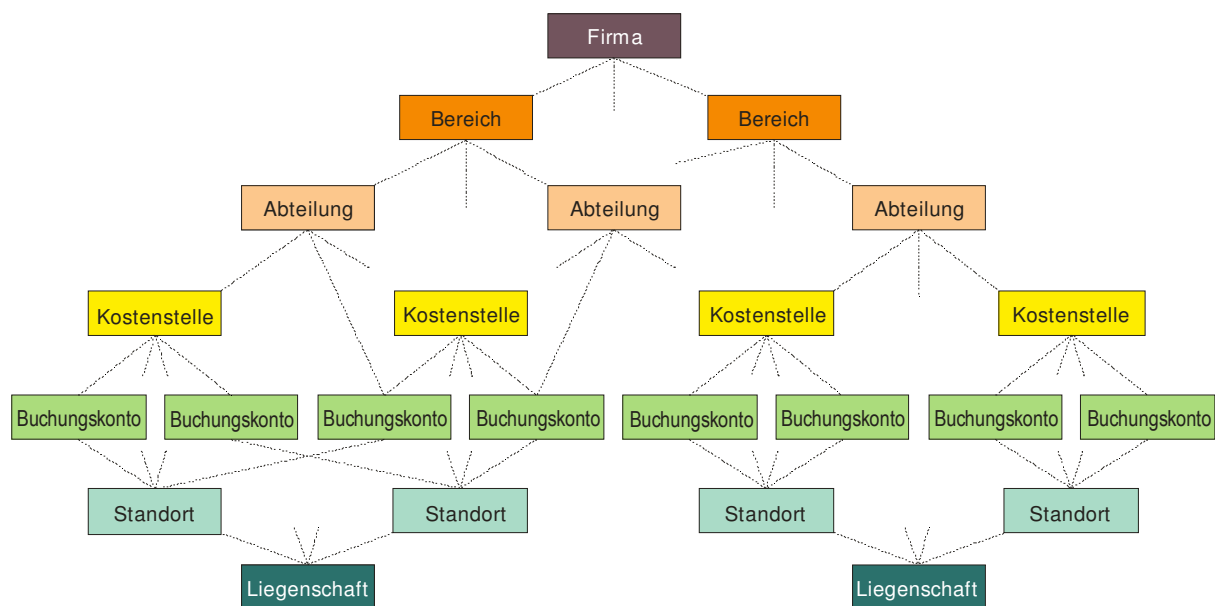 Firma
Bereich Bereich
Abteilung Abteilung Abteilung
Kostenstelle Kostenstelle Kostenstelle Kostenstelle
Buchungskonto Buchungskonto Buchungskonto Buchungskonto Buchungskonto Buchungskonto Buchungskonto Buchungskonto
Standort Standort Standort Standort
Liegenschaft Liegenschaft